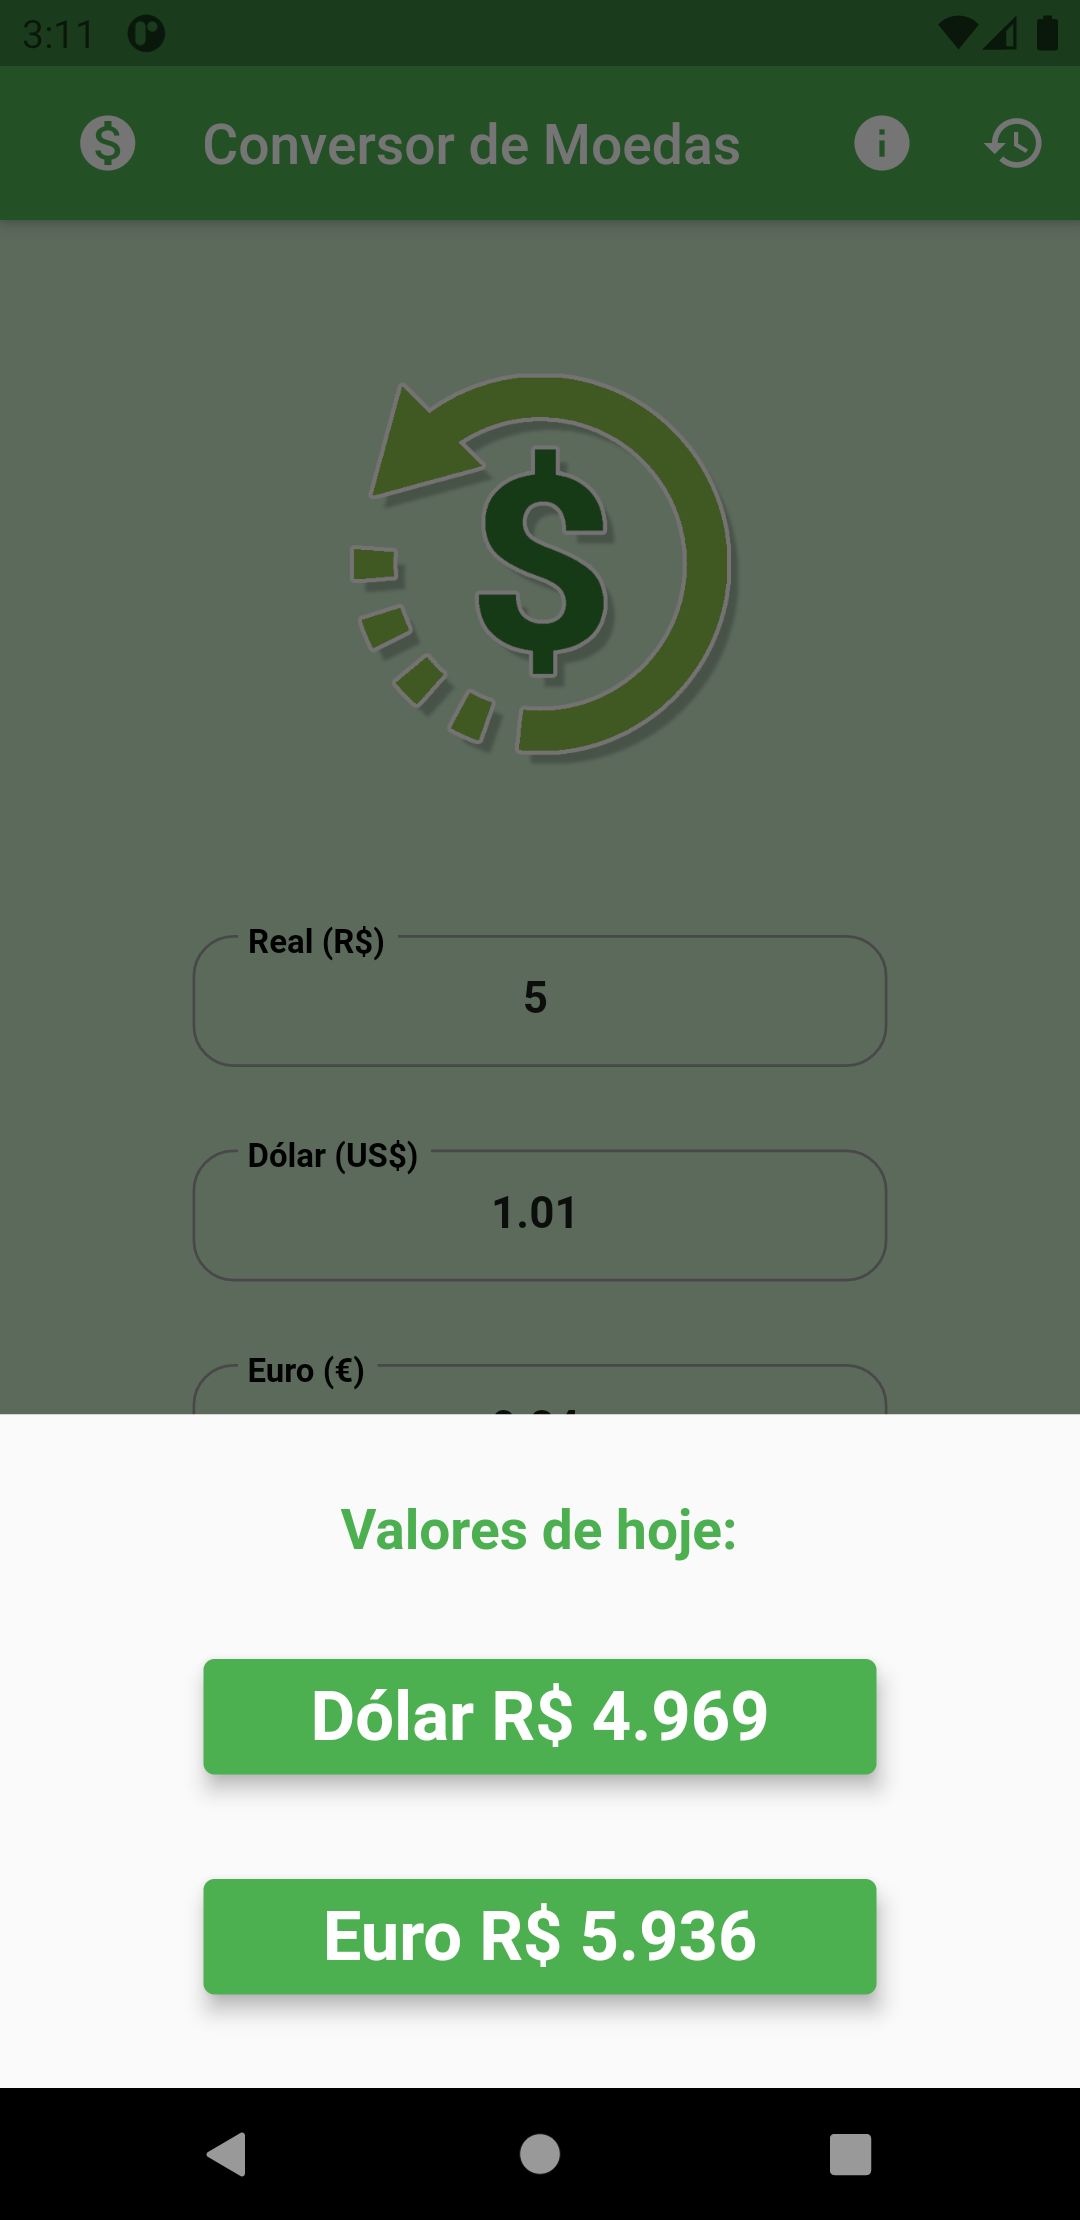 3:11
Conversor de Moedas
$
Real (R$)
5
Dólar (US$)
1.01
Euro (€)
Valores de hoje:
Dólar R$ 4.969
Euro R$ 5.936